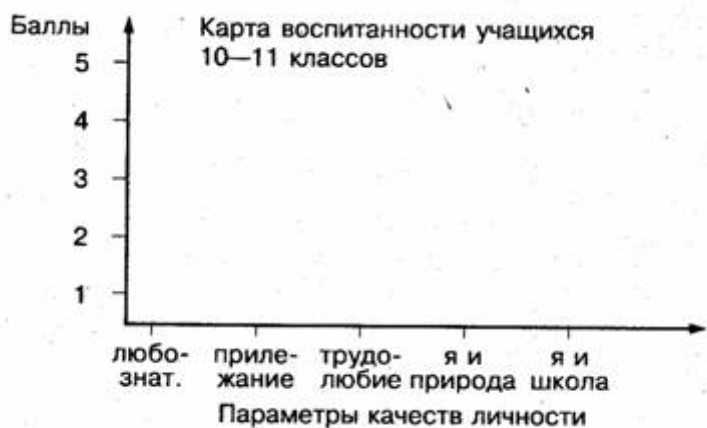 Баллы
Карта воспитанности учащихся
10—11 классов
5
4
3
2
1
любо- приле- трудо- я и я и
знат. жание любие природа школа
Параметры качеств личности